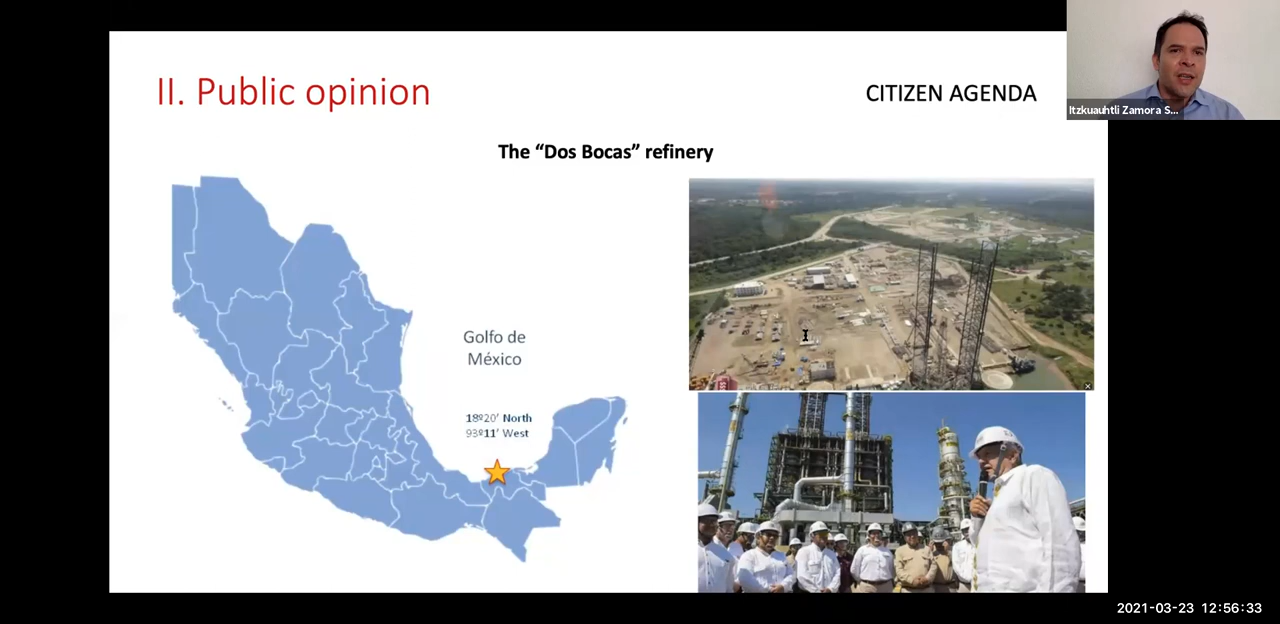 II. Public opinion
CITIZEN AGENDA
Itzkuauhtli Zamora S...
The “Dos Bocas” refinery
Golfo de
México
18º20’ North
93º11’ West
2021-03-23 12:56:33